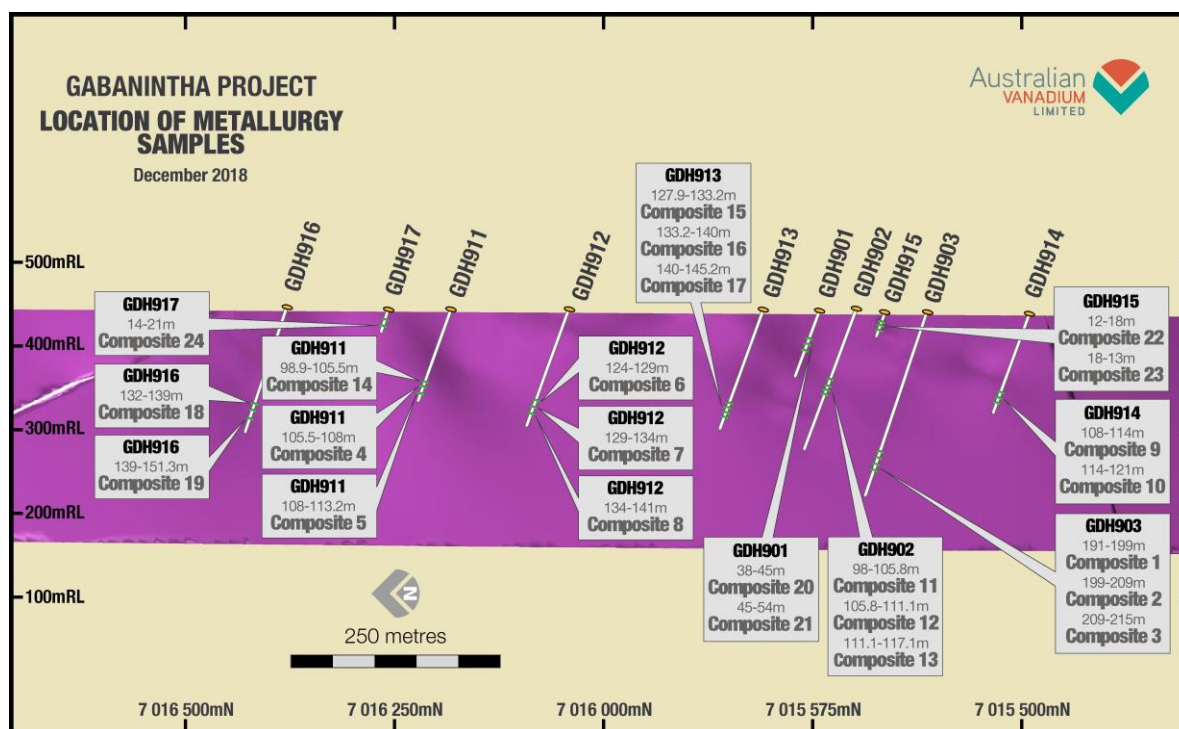 GABANINTHA PROJECT
LOCATION OF METALLURGY
SAMPLES
December 2018
Australian
VANADIUM
LIMITED
GDH916
GDH917
GDH911
GDH912
GDH913
GDH901
GDH902
GDH915
GDH903
GDH914
500mRL
400mRL
300mRL
200mRL
100mRL
GDH917
14-21m
Composite 24
GDH916
132-139m
Composite 18
GDH916
139-151.3m
Composite 19
GDH911
98.9-105.5m
Composite 14
GDH911
105.5-108m
Composite 4
GDH911
108-113.2m
Composite 5
GDH912
124-129m
Composite 6
GDH912
129-134m
Composite 7
GDH912
134-141m
Composite 8
GDH913
127.9-133.2m
Composite 15
133.2-140m
Composite 16
140-145.2m
Composite 17
GDH901
38-45m
Composite 20
45-54m
Composite 21
GDH902
98-105.8m
Composite 11
105.8-111.1m
Composite 12
111.1-117.1m
Composite 13
GDH915
12-18m
Composite 22
18-13m
Composite 23
GDH914
108-114m
Composite 9
114-121m
Composite 10
GDH903
191-199m
Composite 1
199-209m
Composite 2
209-215m
Composite 3
N
250 metres
7 016 500mN
7 016 250mN
7 016 000mN
7 015 575mN
7 015 500mN